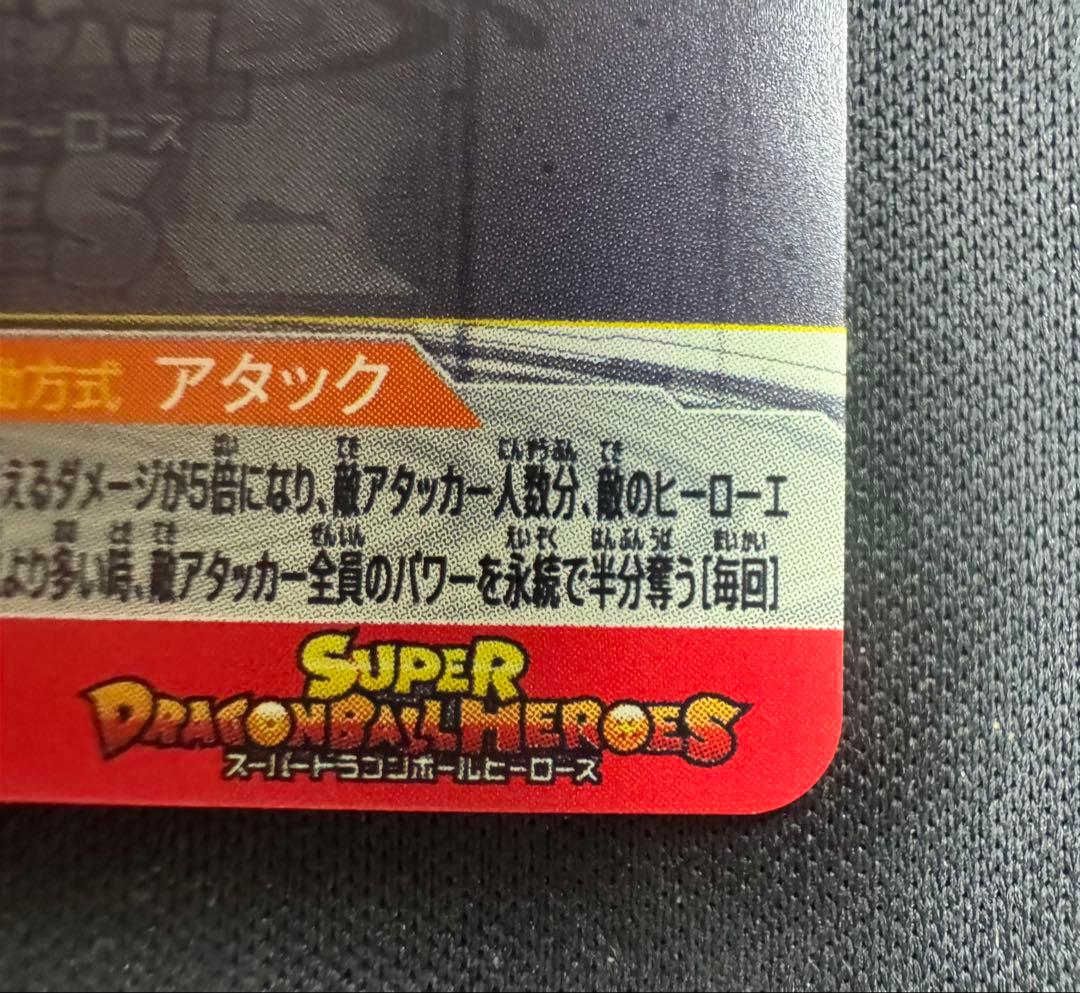 ヒーローズ
動方式 アタック
えるダメージが5倍になり、敵アタッカー人数分、敵のヒーローエ
より多い時、敵アタッカー全員のパワーを永続で半分奪う[毎回]
SUPER
DRAGONBALL HEROES
スーパードラゴンボールヒーローズ